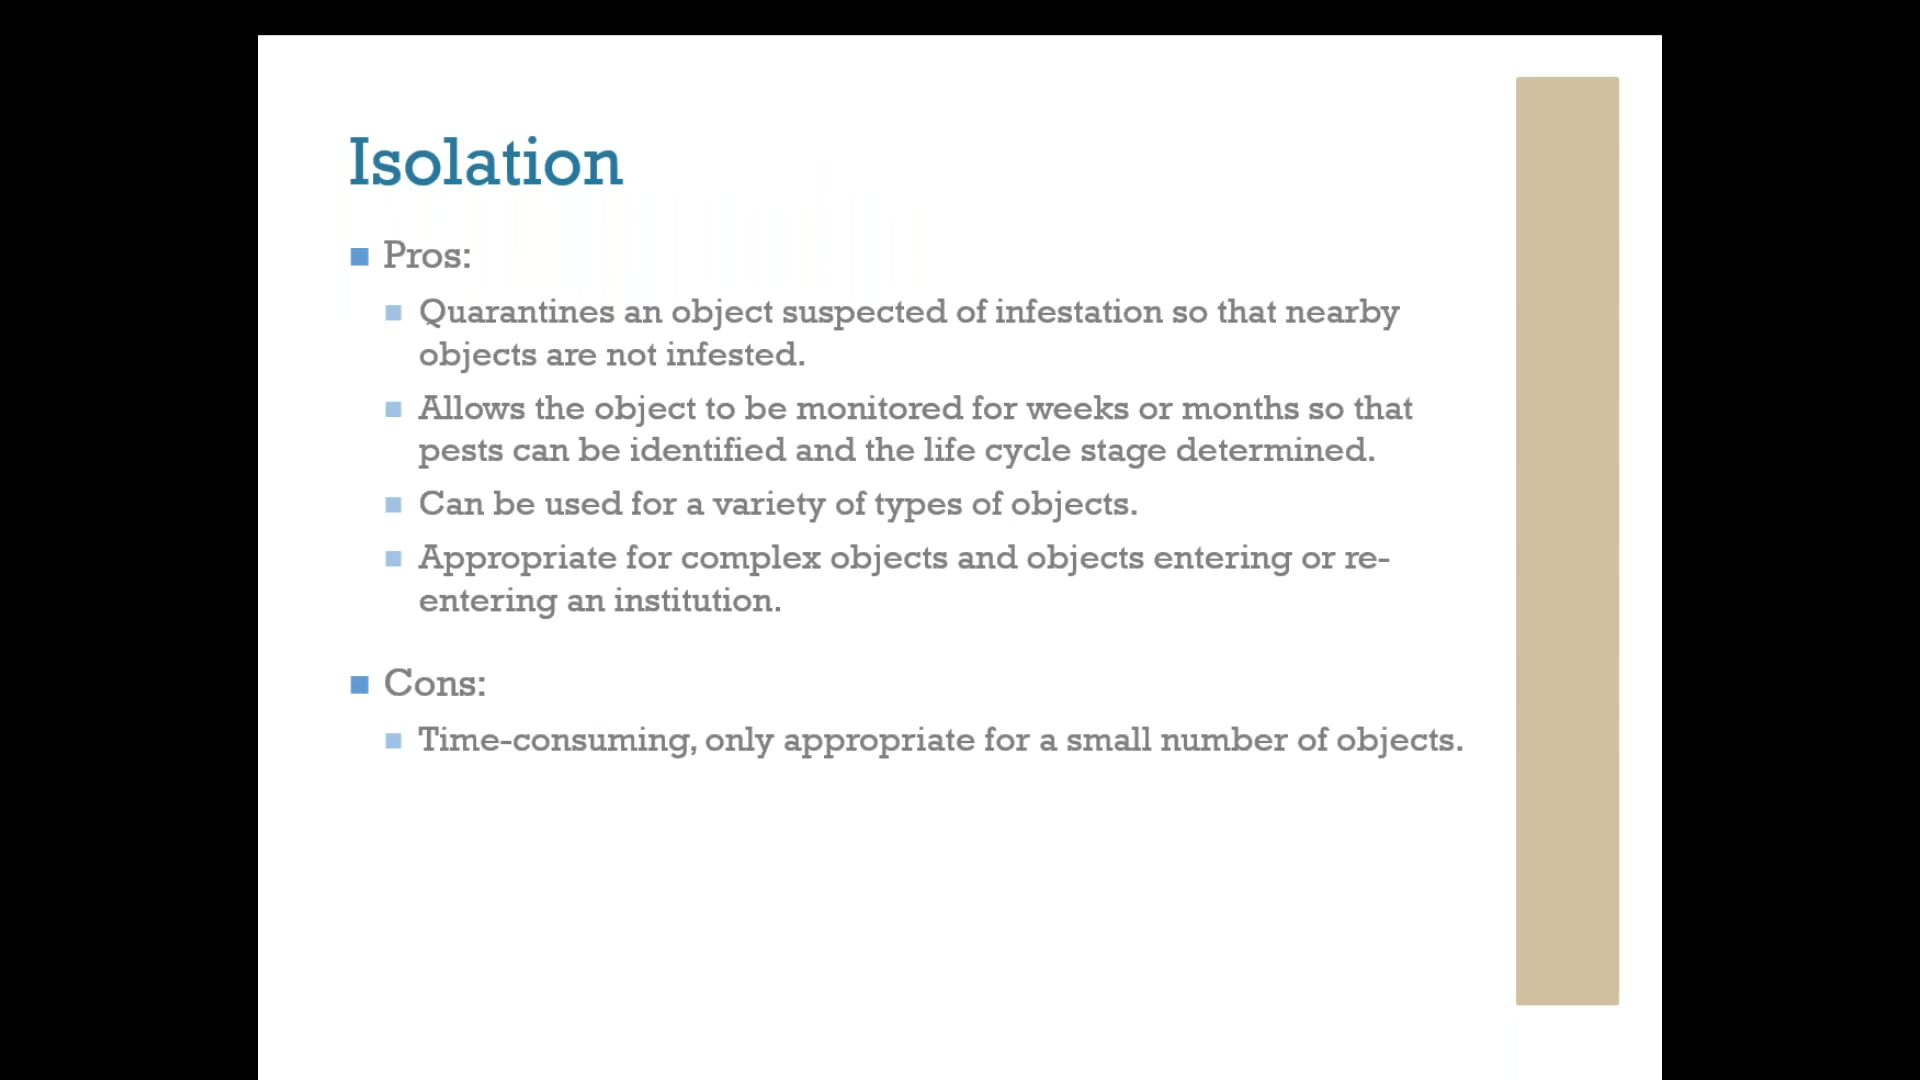 Isolation
Pros:
Quarantines an object suspected of infestation so that nearby
objects are not infested.
Allows the object to be monitored for weeks or months so that
pests can be identified and the life cycle stage determined.
Can be used for a variety of types of objects.
Appropriate for complex objects and objects entering or re-
entering an institution.
Cons:
Time-consuming, only appropriate for a small number of objects.